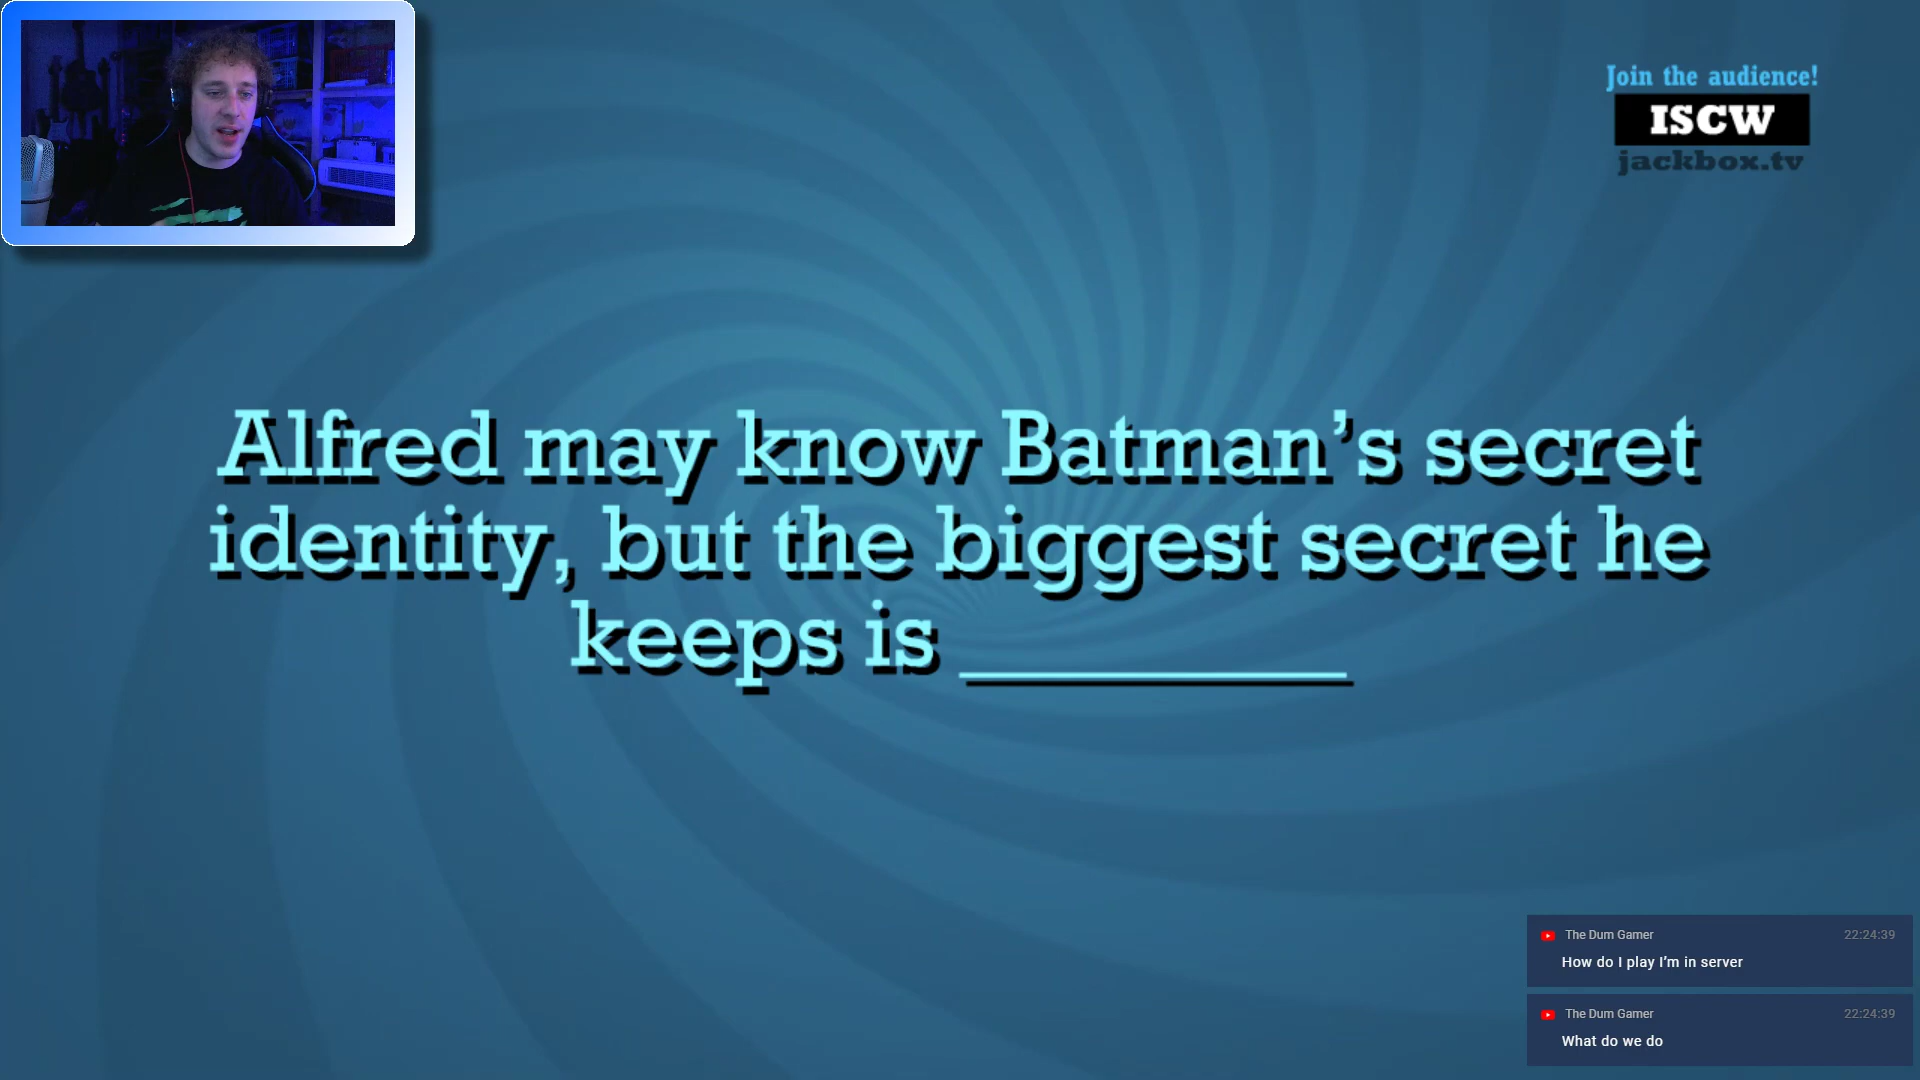 Join the audience!
ISCW
jackbox.tv
Alfred may know Batman’s secret
identity, but the biggest secret he
keeps is __________
The Dum Gamer 22:24:39
How do I play I’m in server
The Dum Gamer 22:24:39
What do we do